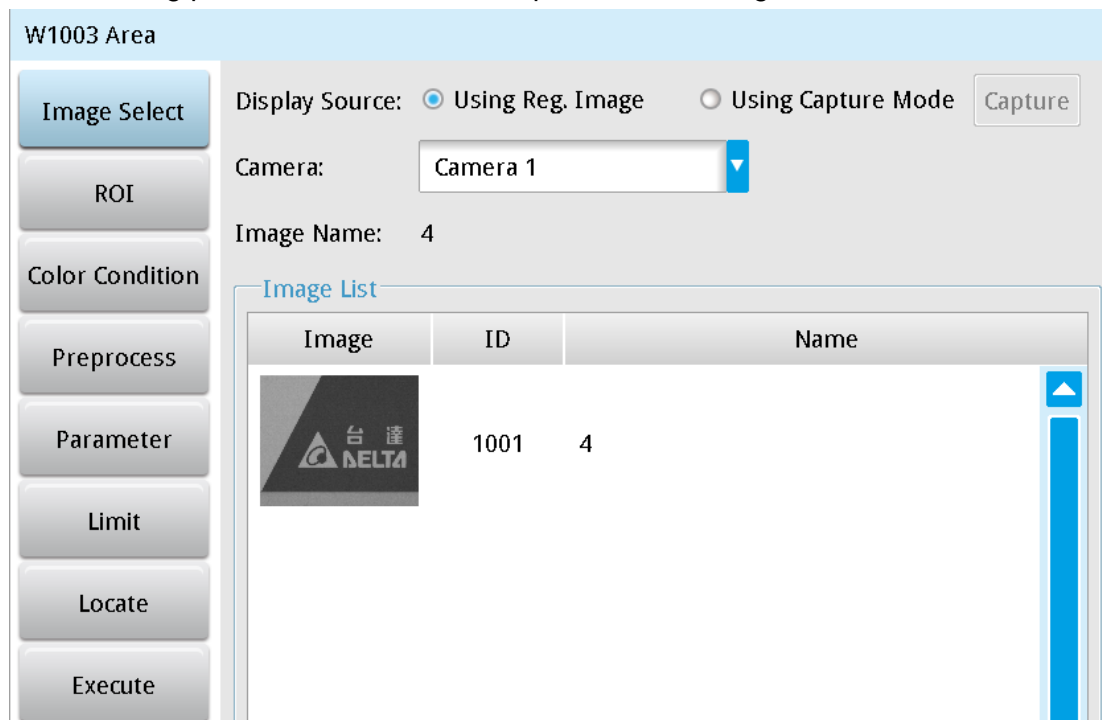 W1003 Area
Image Select
ROI
Color Condition
Preprocess
Parameter
Limit
Locate
Execute
Display Source: Using Reg. Image Using Capture Mode Capture
Camera: Camera 1
Image Name: 4
Image List
Image ID Name
台達
DELTA
1001 4